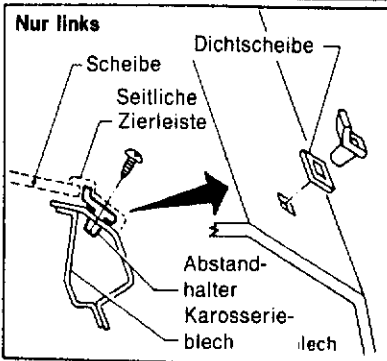 Nur links
Dichtscheibe
Scheibe
Seitliche
Zierleiste
Abstand-
halter
Karosserie-
blech
lech